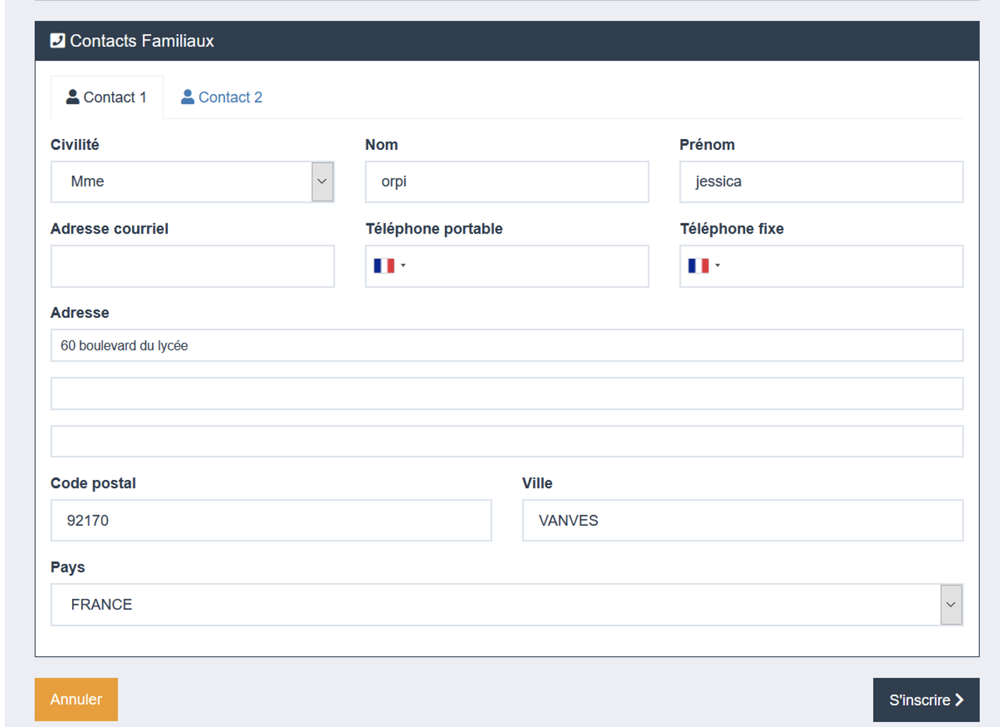 Contacts Familiaux
Contact 1 Contact 2
Civilité Nom Prénom
Mme orpi jessica
Adresse courriel Téléphone portable Téléphone fixe
Adresse
60 boulevard du lycée
Code postal Ville
92170 VANVES
Pays
FRANCE
Annuler S'inscrire